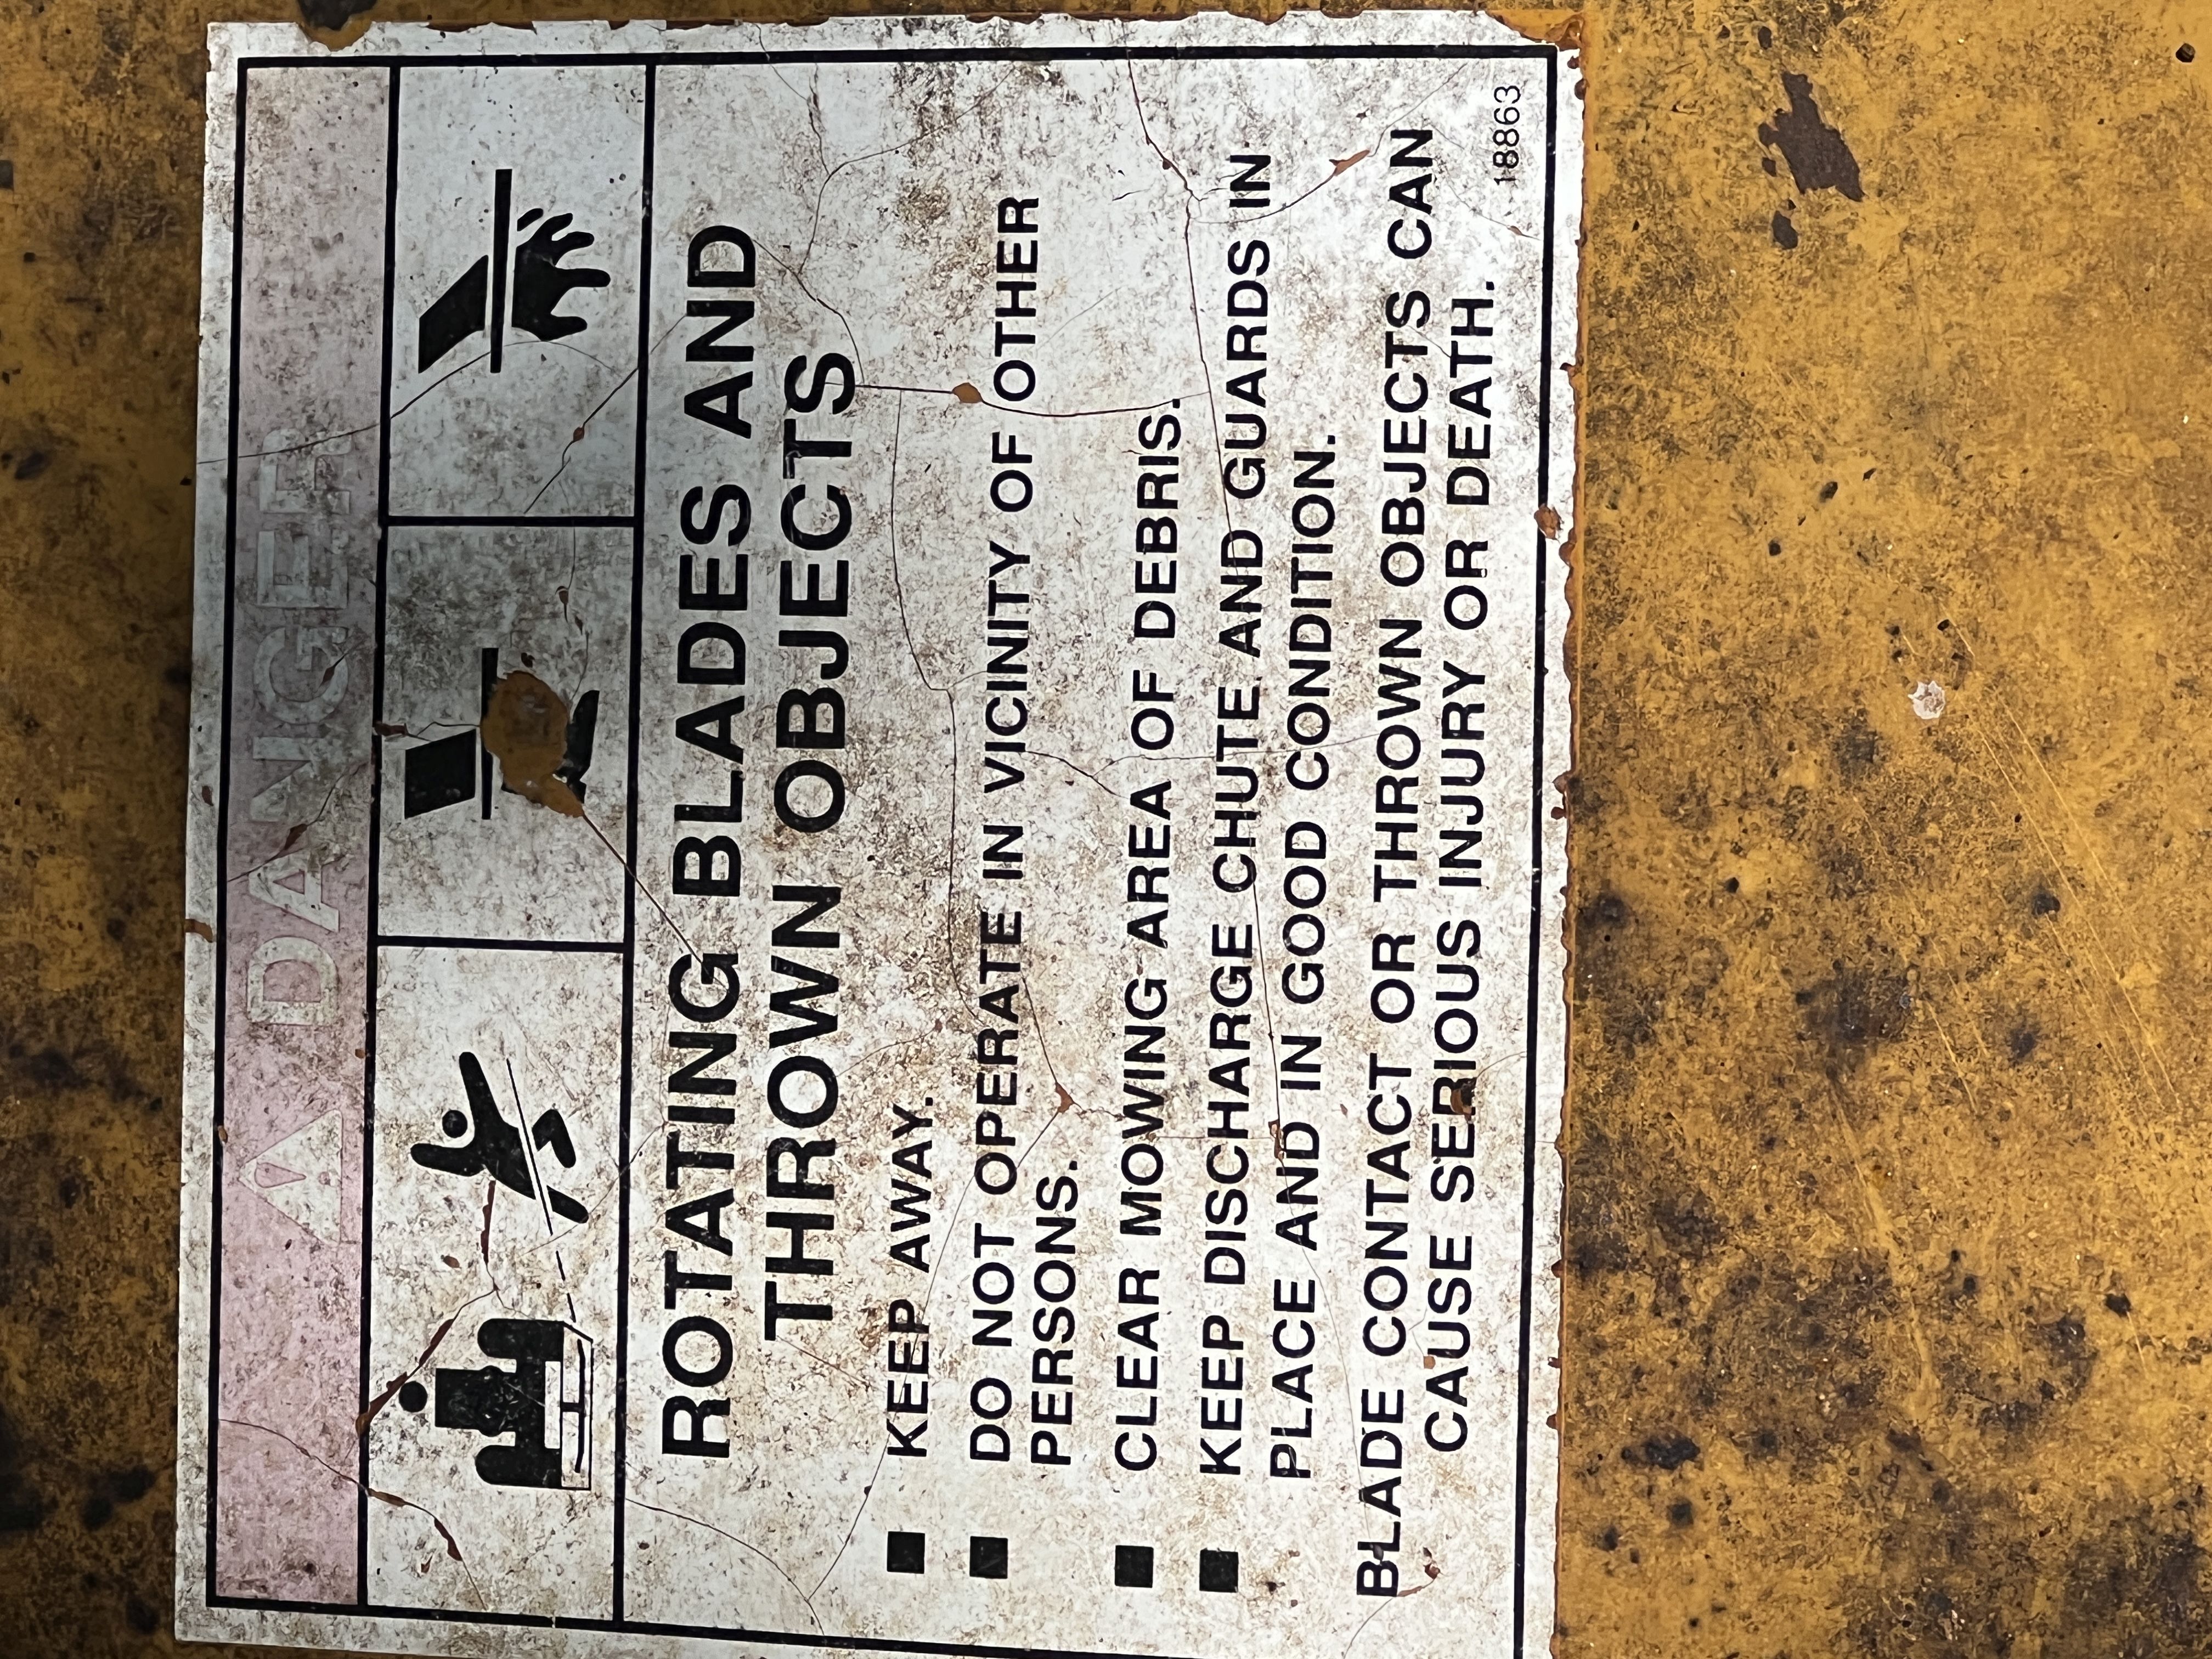 DANGER
ROTATING BLADES AND
THROWN OBJECTS
■ KEEP AWAY.
■ DO NOT OPERATE IN VICINITY OF OTHER
PERSONS.
■ CLEAR MOWING AREA OF DEBRIS.
■ KEEP DISCHARGE CHUTE AND GUARDS IN
PLACE AND IN GOOD CONDITION.
BLADE CONTACT OR THROWN OBJECTS CAN
CAUSE SERIOUS INJURY OR DEATH.
18863